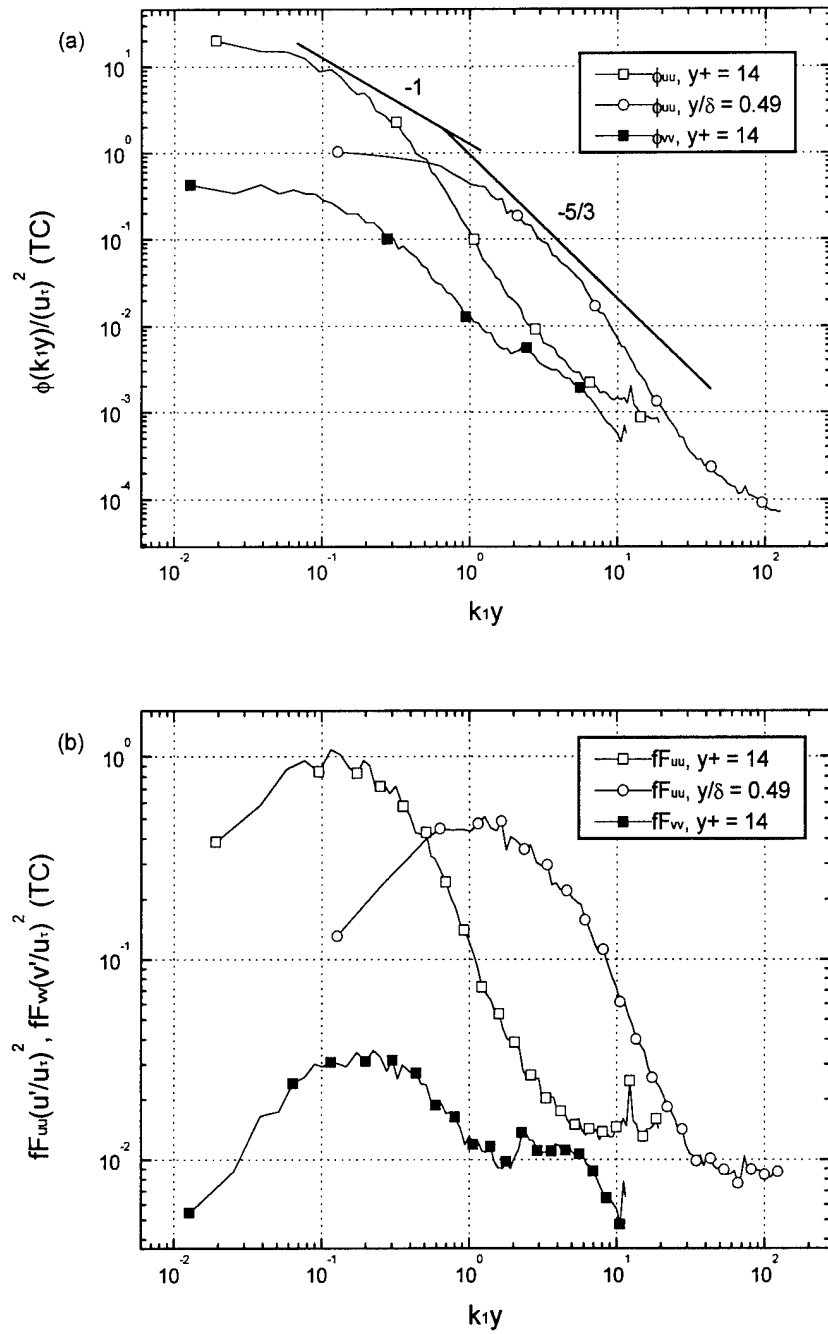 (a)
ϕ(k₁y)/(uτ)² (TC)
10¹
10⁰
10⁻¹
10⁻²
10⁻³
10⁻⁴
-1
-5/3
ϕuu, y+ = 14
ϕuu, y/δ = 0.49
ϕvv, y+ = 14
10⁻² 10⁻¹ 10⁰ 10¹ 10²
k₁y
(b)
fFuu(u'/uτ)², fFvv(v'/uτ)² (TC)
10⁰
10⁻¹
10⁻²
fFuu, y+ = 14
fFuu, y/δ = 0.49
fFvv, y+ = 14
10⁻² 10⁻¹ 10⁰ 10¹ 10²
k₁y